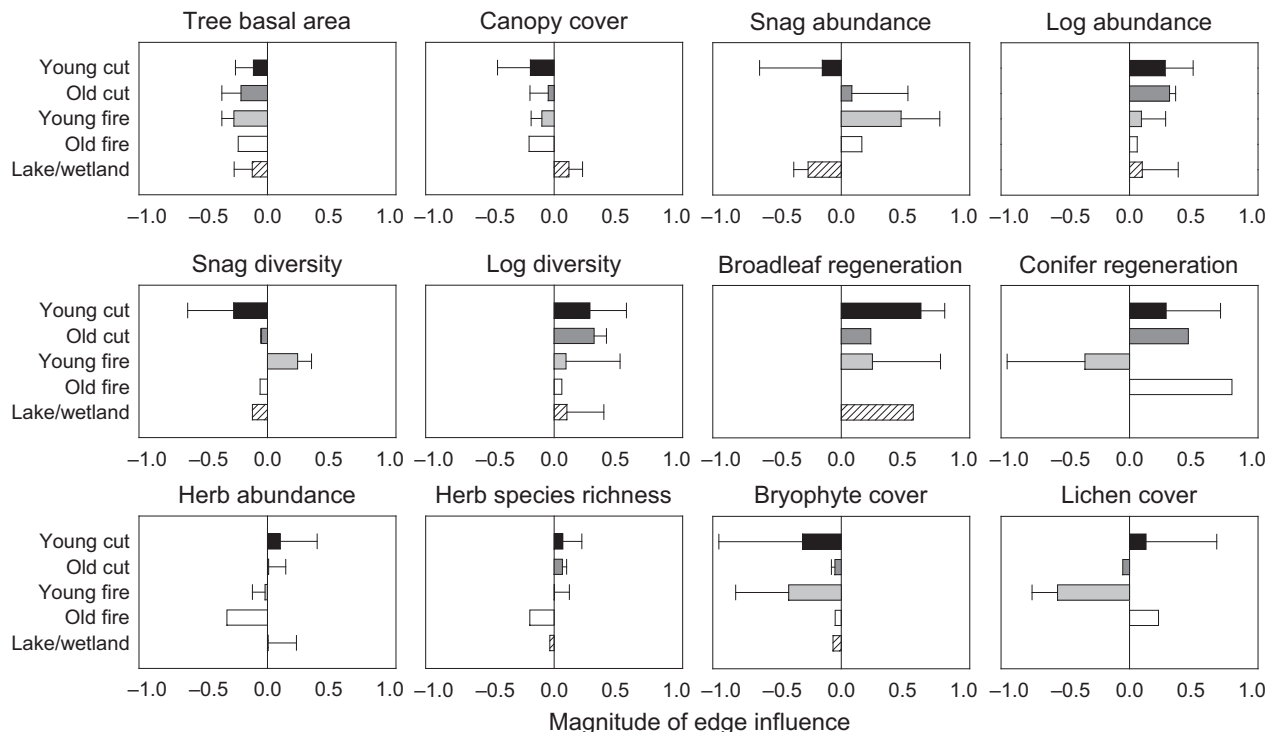 Tree basal area Canopy cover Snag abundance Log abundance
Young cut
Old cut
Young fire
Old fire
Lake/wetland
–1.0 –0.5 0.0 0.5 1.0 –1.0 –0.5 0.0 0.5 1.0 –1.0 –0.5 0.0 0.5 1.0 –1.0 –0.5 0.0 0.5 1.0
Snag diversity Log diversity Broadleaf regeneration Conifer regeneration
Young cut
Old cut
Young fire
Old fire
Lake/wetland
–1.0 –0.5 0.0 0.5 1.0 –1.0 –0.5 0.0 0.5 1.0 –1.0 –0.5 0.0 0.5 1.0 –1.0 –0.5 0.0 0.5 1.0
Herb abundance Herb species richness Bryophyte cover Lichen cover
Young cut
Old cut
Young fire
Old fire
Lake/wetland
–1.0 –0.5 0.0 0.5 1.0 –1.0 –0.5 0.0 0.5 1.0 –1.0 –0.5 0.0 0.5 1.0 –1.0 –0.5 0.0 0.5 1.0
Magnitude of edge influence